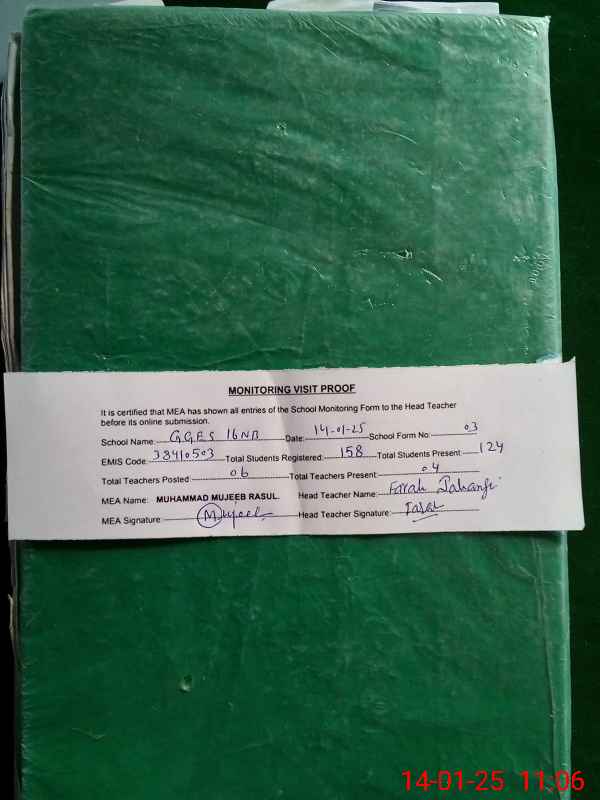 MONITORING VISIT PROOF
It is certified that MEA has shown all entries of the School Monitoring Form to the Head Teacher
before its online submission.
School Name: GGES 16NB Date: 14-01-25 School Form No: 03
EMIS Code: 38410503 Total Students Registered: 158 Total Students Present: 124
Total Teachers Posted: 06 Total Teachers Present: 04
MEA Name: MUHAMMAD MUJEEB RASUL. Head Teacher Name: Farah Jahangir
MEA Signature: Mujeeb Head Teacher Signature: Farah
14-01-25 11:06